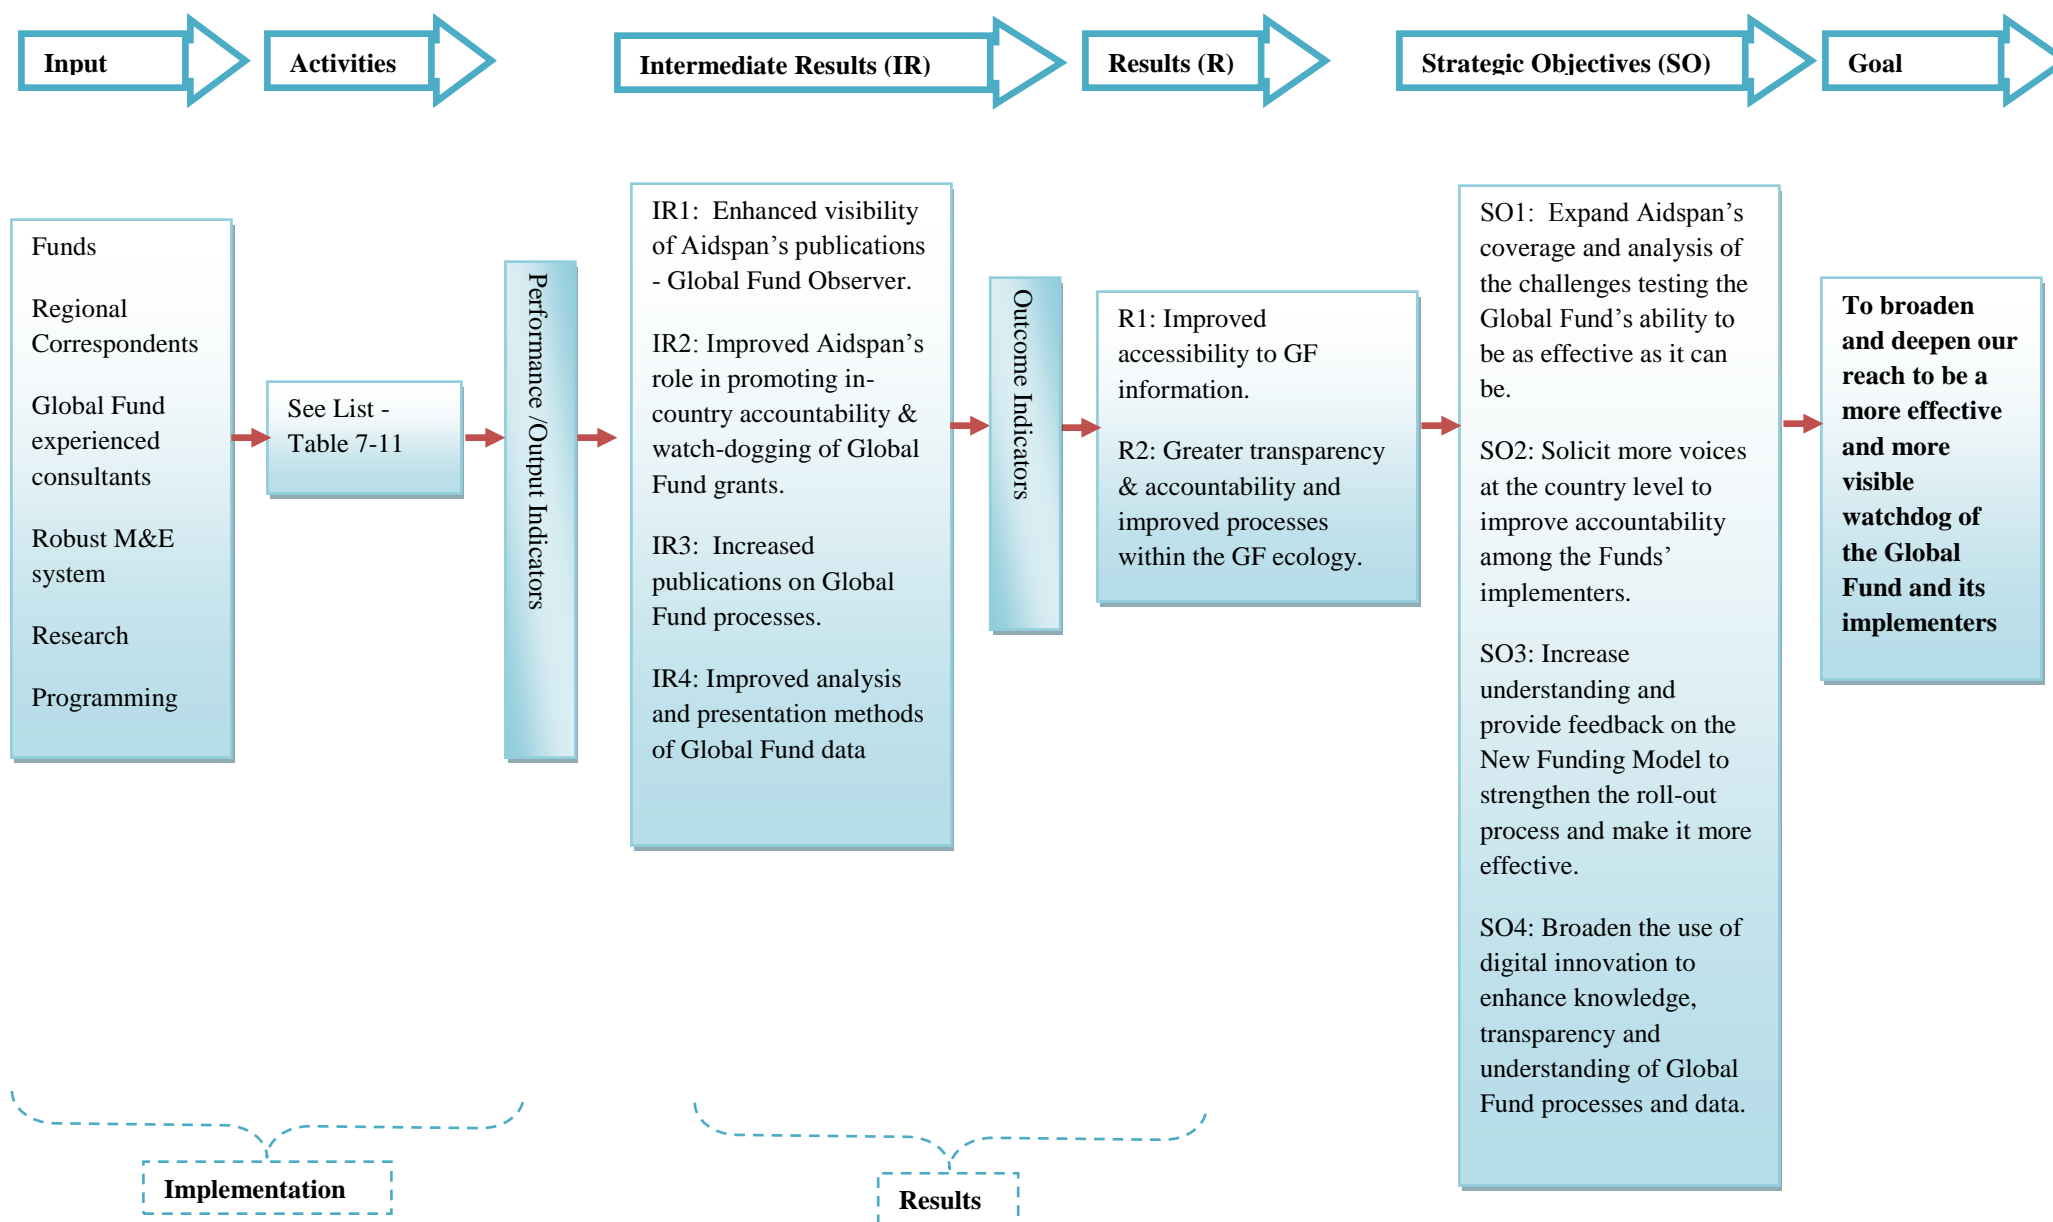 Input
Activities
Intermediate Results (IR)
Results (R)
Strategic Objectives (SO)
Goal
Funds
Regional
Correspondents
Global Fund
experienced
consultants
Robust M&E
system
Research
Programming
See List -
Table 7-11
Performance /Output Indicators
IR1:  Enhanced visibility
of Aidspan’s publications
- Global Fund Observer.
IR2: Improved Aidspan’s
role in promoting in-
country accountability &
watch-dogging of Global
Fund grants.
IR3:  Increased
publications on Global
Fund processes.
IR4: Improved analysis
and presentation methods
of Global Fund data
Outcome Indicators
R1: Improved
accessibility to GF
information.
R2: Greater transparency
& accountability and
improved processes
within the GF ecology.
SO1:  Expand Aidspan’s
coverage and analysis of
the challenges testing the
Global Fund’s ability to
be as effective as it can
be.
SO2: Solicit more voices
at the country level to
improve accountability
among the Funds’
implementers.
SO3: Increase
understanding and
provide feedback on the
New Funding Model to
strengthen the roll-out
process and make it more
effective.
SO4: Broaden the use of
digital innovation to
enhance knowledge,
transparency and
understanding of Global
Fund processes and data.
To broaden
and deepen our
reach to be a
more effective
and more
visible
watchdog of
the Global
Fund and its
implementers
Implementation
Results